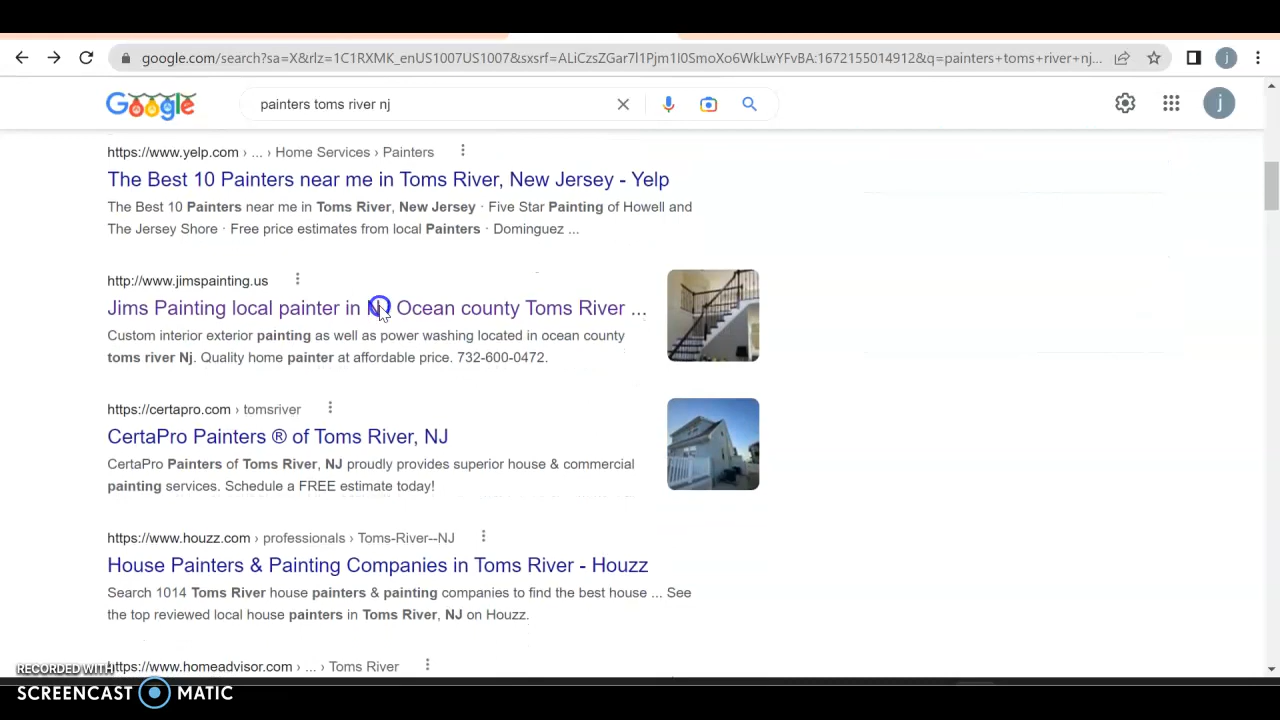 google.com/search?sa=X&rlz=1C1RXMK_enUS1007US1007&sxsrf=ALiCzsZGar7l1Pjm1I0SmoXo6WkLwYFvBA:1672155014912&q=painters+toms+river+nj...
j
Google
painters toms river nj
j
https://www.yelp.com › ... › Home Services › Painters
The Best 10 Painters near me in Toms River, New Jersey - Yelp
The Best 10 Painters near me in Toms River, New Jersey · Five Star Painting of Howell and
The Jersey Shore · Free price estimates from local Painters · Dominguez ...
http://www.jimspainting.us
Jims Painting local painter in Ocean county Toms River ...
Custom interior exterior painting as well as power washing located in ocean county
toms river Nj. Quality home painter at affordable price. 732-600-0472.
https://certapro.com › tomsriver
CertaPro Painters ® of Toms River, NJ
CertaPro Painters of Toms River, NJ proudly provides superior house & commercial
painting services. Schedule a FREE estimate today!
https://www.houzz.com › professionals › Toms-River--NJ
House Painters & Painting Companies in Toms River - Houzz
Search 1014 Toms River house painters & painting companies to find the best house ... See
the top reviewed local house painters in Toms River, NJ on Houzz.
https://www.homeadvisor.com › ... › Toms River
RECORDED WITH
SCREENCAST MATIC